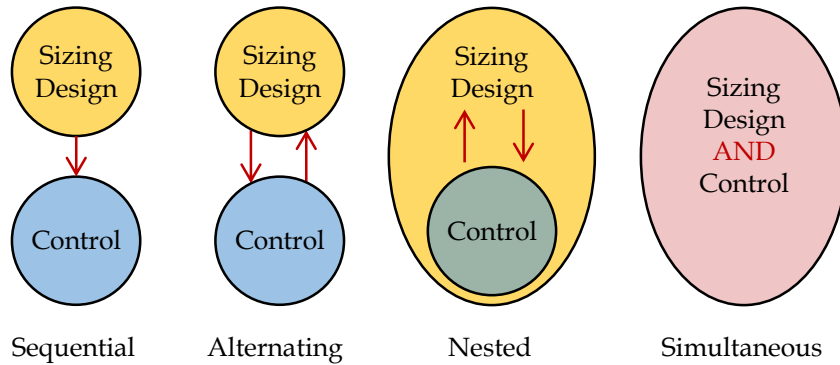 Sizing
Design
Control
Sequential
Sizing
Design
Control
Alternating
Sizing
Design
Control
Nested
Sizing
Design
AND
Control
Simultaneous